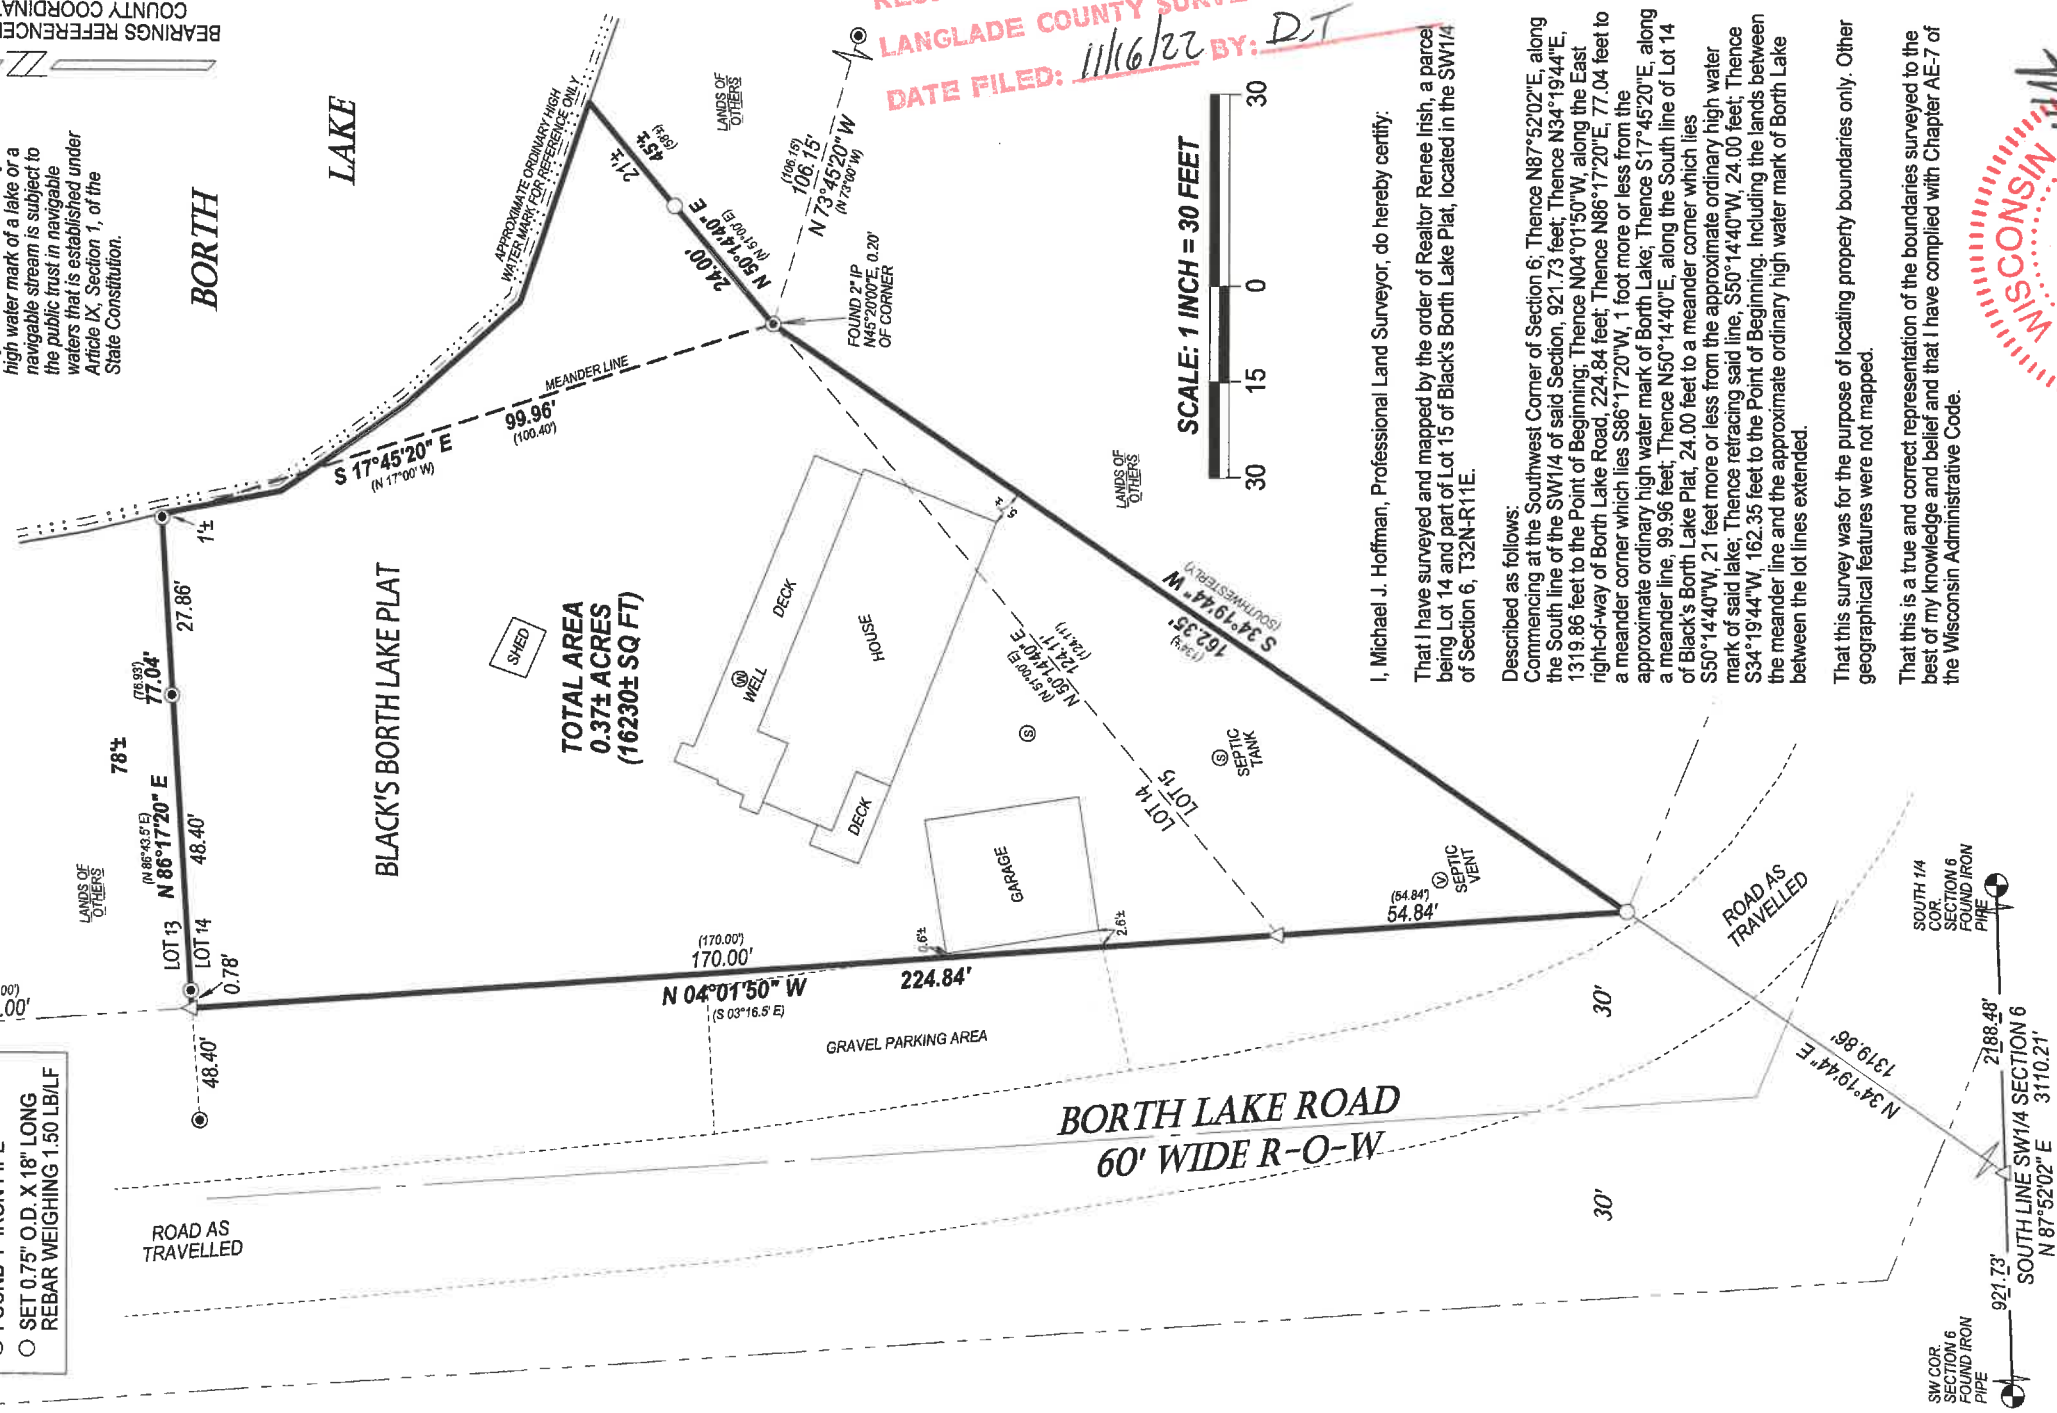 BEARINGS REFERENCED
COUNTY
high water mark of a lake or a
navigable stream is subject to
the public trust in navigable
waters that is established under
Article IX, Section 1, of the
State Constitution.
BORTH
LAKE
APPROXIMATE ORDINARY HIGH
WATER MARK FOR REFERENCE ONLY
LANGLADE COUNTY
DATE FILED: 11/16/22 BY: D.T
LANDS OF
OTHERS
(106.15')
106.15'
N 73°45'20" W
(N 73°00' W)
21'±
45'±
(58'±)
24.00'
N 50°14'40" E
(N 51°00' E)
FOUND 2" IP
N45°20'00"E, 0.20'
OF CORNER
MEANDER LINE
S 17°45'20" E
(N 17°00' W)
99.96'
(100.40')
1'±
27.86'
(76.93')
77.04'
78'±
(N 86°43.5' E)
N 86°17'20" E
48.40'
LANDS OF
OTHERS
LOT 13
LOT 14
0.78'
48.40'
BLACK'S BORTH LAKE PLAT
SHED
TOTAL AREA
0.37± ACRES
(16230± SQ FT)
DECK
W
WELL
HOUSE
DECK
GARAGE
5'±
LANDS OF
OTHERS
(SOUTHWESTERLY)
S 34°19'44" W
162.35'
(134'±)
(N 51°00' E)
N 50°14'40" E
124.11'
(124.11')
S
S
SEPTIC
TANK
LOT 14
LOT 15
V
SEPTIC
VENT
(54.84')
54.84'
0.6'±
2.6'±
(170.00')
170.00'
N 04°01'50" W
(S 03°16.5' E)
224.84'
GRAVEL PARKING AREA
BORTH LAKE ROAD
60' WIDE R-O-W
30'
30'
ROAD AS
TRAVELLED
ROAD AS
TRAVELLED
SET 0.75" O.D. X 18" LONG
REBAR WEIGHING 1.50 LB/LF
N 34°19'44" E
1319.86'
SW COR.
SECTION 6
FOUND IRON
PIPE
921.73'
2188.48'
SOUTH LINE SW1/4 SECTION 6
N 87°52'02" E 3110.21'
SOUTH 1/4
COR.
SECTION 6
FOUND IRON
PIPE
SCALE: 1 INCH = 30 FEET
30 15 0 30
I, Michael J. Hoffman, Professional Land Surveyor, do hereby certify:
That I have surveyed and mapped by the order of Realtor Renee Irish, a parcel
being Lot 14 and part of Lot 15 of Black's Borth Lake Plat, located in the SW1/4
of Section 6, T32N-R11E.
Described as follows:
Commencing at the Southwest Corner of Section 6; Thence N87°52'02"E, along
the South line of the SW1/4 of said Section, 921.73 feet; Thence N34°19'44"E,
1319.86 feet to the Point of Beginning; Thence N04°01'50"W, along the East
right-of-way of Borth Lake Road, 224.84 feet; Thence N86°17'20"E, 77.04 feet to
a meander corner which lies S86°17'20"W, 1 foot more or less from the
approximate ordinary high water mark of Borth Lake; Thence S17°45'20"E, along
a meander line, 99.96 feet; Thence N50°14'40"E, along the South line of Lot 14
of Black's Borth Lake Plat, 24.00 feet to a meander corner which lies
S50°14'40"W, 21 feet more or less from the approximate ordinary high water
mark of said lake; Thence retracing said line, S50°14'40"W, 24.00 feet; Thence
S34°19'44"W, 162.35 feet to the Point of Beginning. Including the lands between
the meander line and the approximate ordinary high water mark of Borth Lake
between the lot lines extended.
That this survey was for the purpose of locating property boundaries only. Other
geographical features were not mapped.
That this is a true and correct representation of the boundaries surveyed to the
best of my knowledge and belief and that I have complied with Chapter AE-7 of
the Wisconsin Administrative Code.
WISCONSIN